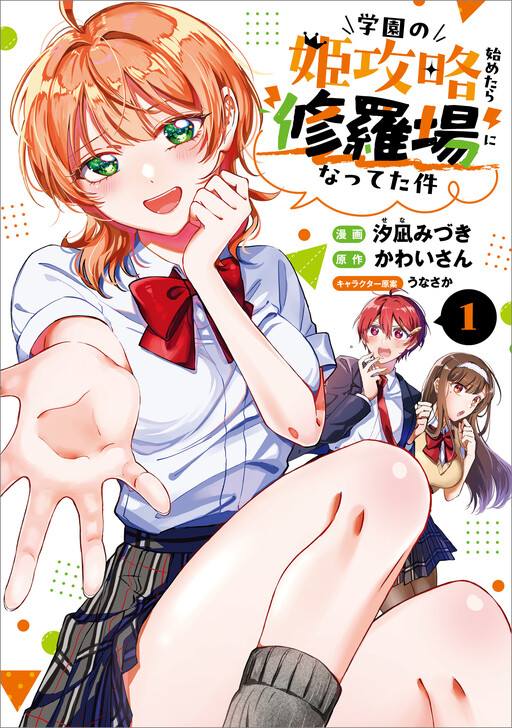 学園の
姫攻略
始めたら
修羅場
に
なってた件
漫画 汐凪みづき
せな
原作 かわいさん
キャラクター原案 うなさか
1